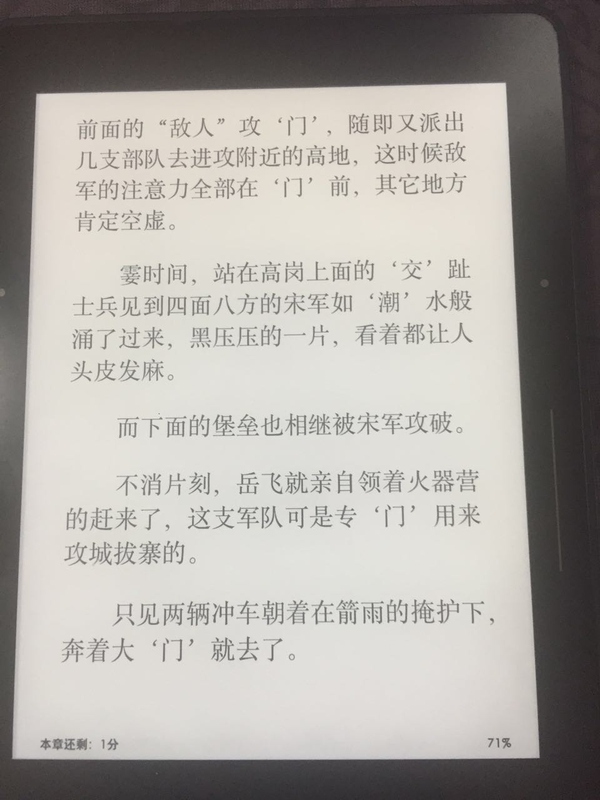 前面的“敌人”攻‘门’，随即又派出
几支部队去进攻附近的高地，这时候敌
军的注意力全部在‘门’前，其它地方
肯定空虚。
霎时间，站在高岗上面的‘交’趾
士兵见到四面八方的宋军如‘潮’水般
涌了过来，黑压压的一片，看着都让人
头皮发麻。
而下面的堡垒也相继被宋军攻破。
不消片刻，岳飞就亲自领着火器营
的赶来了，这支军队可是专‘门’用来
攻城拔寨的。
只见两辆冲车朝着在箭雨的掩护下，
奔着大‘门’就去了。
本章还剩：1分
71%